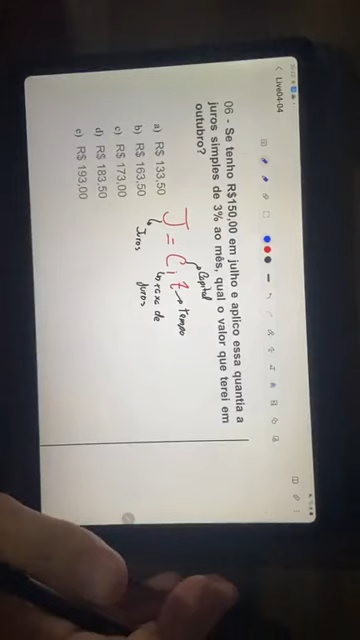 Live04-04
06 - Se tenho R$150,00 em julho e aplico essa quantia a
juros simples de 3% ao mês, qual o valor que terei em
outubro?
a) R$ 133,50
b) R$ 163,50
c) R$ 173,00
d) R$ 183,50
e) R$ 193,00
J = C i t
Capital
tempo
taxa de
juros
Juros